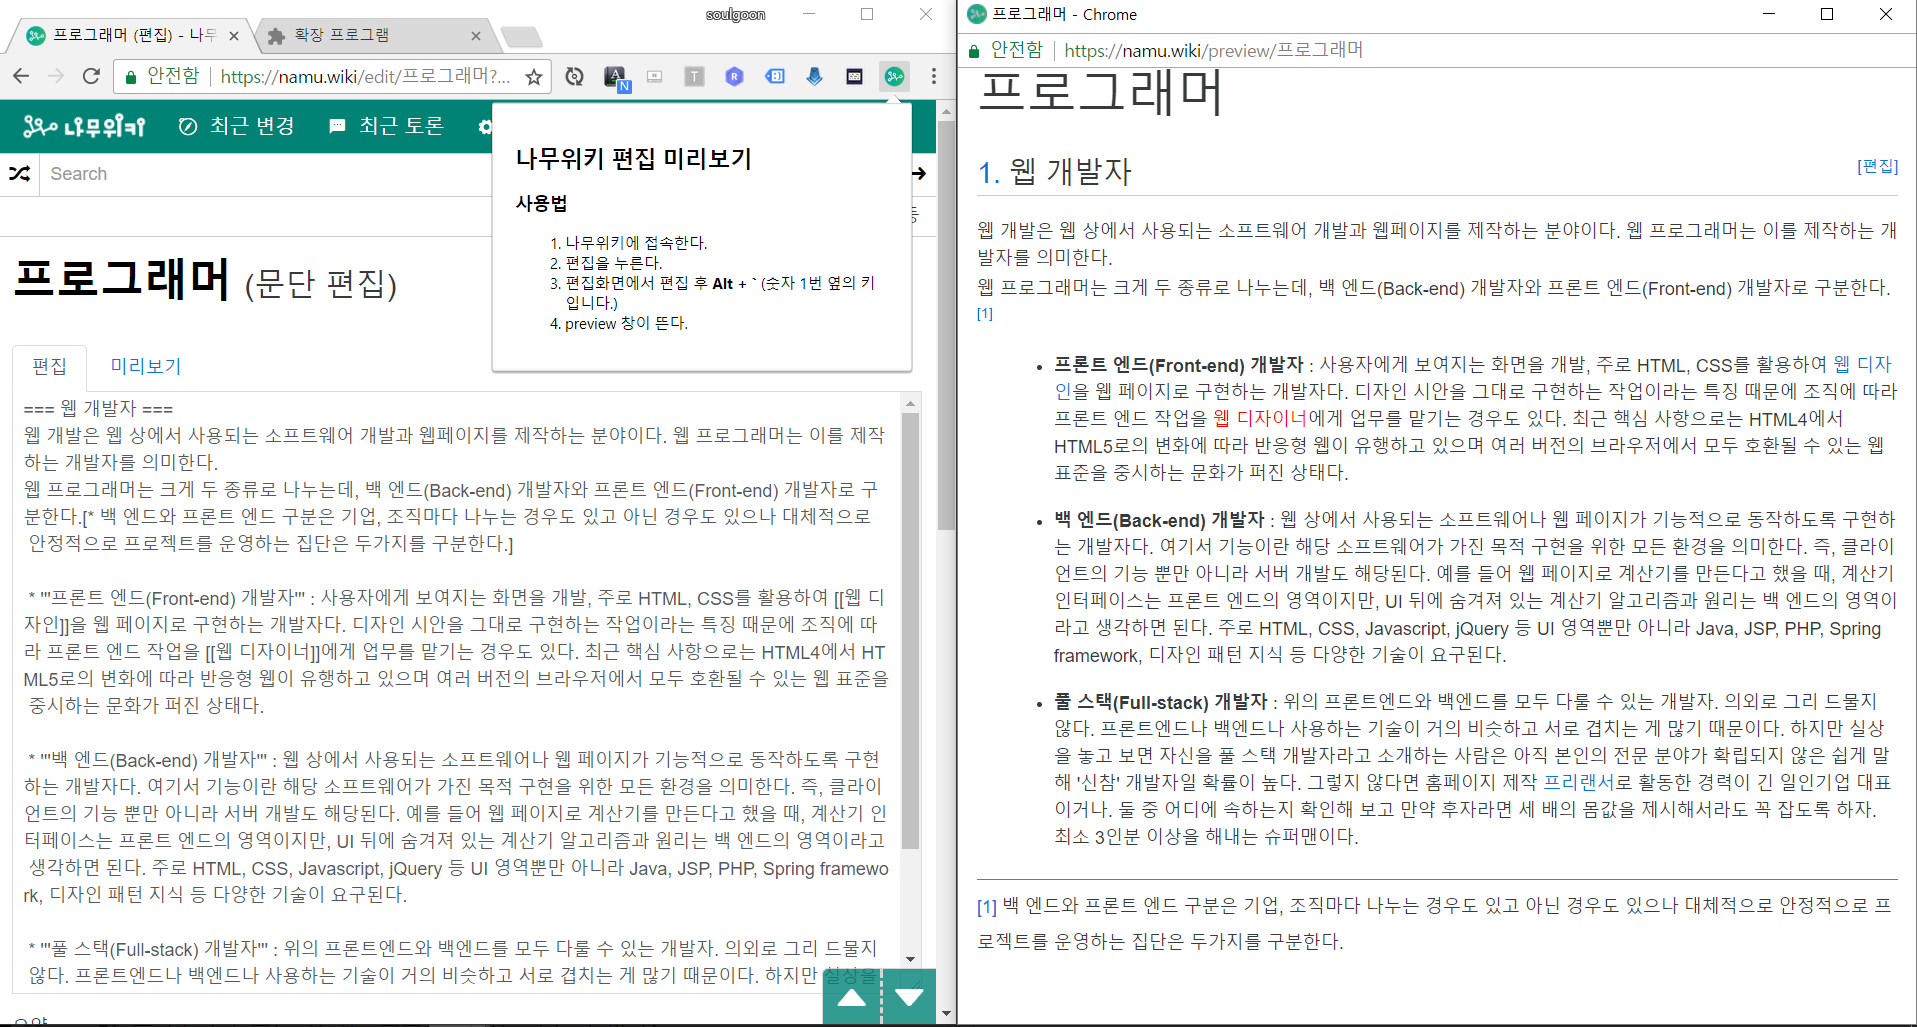 soulgoon
프로그래머 (편집) - 나무
확장 프로그램
안전함 | https://namu.wiki/edit/프로그래머?...
나무위키
최근 변경
최근 토론
Search
나무위키 편집 미리보기
사용법
1. 나무위키에 접속한다.
2. 편집을 누른다.
3. 편집화면에서 편집 후 Alt + ` (숫자 1번 옆의 키
입니다.)
4. preview 창이 뜬다.
프로그래머 (문단 편집)
편집
미리보기
=== 웹 개발자 ===
웹 개발은 웹 상에서 사용되는 소프트웨어 개발과 웹페이지를 제작하는 분야이다. 웹 프로그래머는 이를 제작
하는 개발자를 의미한다.
웹 프로그래머는 크게 두 종류로 나누는데, 백 엔드(Back-end) 개발자와 프론트 엔드(Front-end) 개발자로 구
분한다.[* 백 엔드와 프론트 엔드 구분은 기업, 조직마다 나누는 경우도 있고 아닌 경우도 있으나 대체적으로
안정적으로 프로젝트를 운영하는 집단은 두가지를 구분한다.]
* '''프론트 엔드(Front-end) 개발자''' : 사용자에게 보여지는 화면을 개발, 주로 HTML, CSS를 활용하여 [[웹 디
자인]]을 웹 페이지로 구현하는 개발자다. 디자인 시안을 그대로 구현하는 작업이라는 특징 때문에 조직에 따
라 프론트 엔드 작업을 [[웹 디자이너]]에게 업무를 맡기는 경우도 있다. 최근 핵심 사항으로는 HTML4에서 HT
ML5로의 변화에 따라 반응형 웹이 유행하고 있으며 여러 버전의 브라우저에서 모두 호환될 수 있는 웹 표준을
중시하는 문화가 퍼진 상태다.
* '''백 엔드(Back-end) 개발자''' : 웹 상에서 사용되는 소프트웨어나 웹 페이지가 기능적으로 동작하도록 구현
하는 개발자다. 여기서 기능이란 해당 소프트웨어가 가진 목적 구현을 위한 모든 환경을 의미한다. 즉, 클라이
언트의 기능 뿐만 아니라 서버 개발도 해당된다. 예를 들어 웹 페이지로 계산기를 만든다고 했을 때, 계산기 인
터페이스는 프론트 엔드의 영역이지만, UI 뒤에 숨겨져 있는 계산기 알고리즘과 원리는 백 엔드의 영역이라고
생각하면 된다. 주로 HTML, CSS, Javascript, jQuery 등 UI 영역뿐만 아니라 Java, JSP, PHP, Spring framewo
rk, 디자인 패턴 지식 등 다양한 기술이 요구된다.
* '''풀 스택(Full-stack) 개발자''' : 위의 프론트엔드와 백엔드를 모두 다룰 수 있는 개발자. 의외로 그리 드물지
않다. 프론트엔드나 백엔드나 사용하는 기술이 거의 비슷하고 서로 겹치는 게 많기 때문이다. 하지만 실상을
프로그래머 - Chrome
안전함 | https://namu.wiki/preview/프로그래머
프로그래머
1. 웹 개발자
[편집]
웹 개발은 웹 상에서 사용되는 소프트웨어 개발과 웹페이지를 제작하는 분야이다. 웹 프로그래머는 이를 제작하는 개
발자를 의미한다.
웹 프로그래머는 크게 두 종류로 나누는데, 백 엔드(Back-end) 개발자와 프론트 엔드(Front-end) 개발자로 구분한다.
[1]
• 프론트 엔드(Front-end) 개발자 : 사용자에게 보여지는 화면을 개발, 주로 HTML, CSS를 활용하여 웹 디자
인을 웹 페이지로 구현하는 개발자다. 디자인 시안을 그대로 구현하는 작업이라는 특징 때문에 조직에 따라
프론트 엔드 작업을 웹 디자이너에게 업무를 맡기는 경우도 있다. 최근 핵심 사항으로는 HTML4에서
HTML5로의 변화에 따라 반응형 웹이 유행하고 있으며 여러 버전의 브라우저에서 모두 호환될 수 있는 웹
표준을 중시하는 문화가 퍼진 상태다.
• 백 엔드(Back-end) 개발자 : 웹 상에서 사용되는 소프트웨어나 웹 페이지가 기능적으로 동작하도록 구현하
는 개발자다. 여기서 기능이란 해당 소프트웨어가 가진 목적 구현을 위한 모든 환경을 의미한다. 즉, 클라이
언트의 기능 뿐만 아니라 서버 개발도 해당된다. 예를 들어 웹 페이지로 계산기를 만든다고 했을 때, 계산기
인터페이스는 프론트 엔드의 영역이지만, UI 뒤에 숨겨져 있는 계산기 알고리즘과 원리는 백 엔드의 영역이
라고 생각하면 된다. 주로 HTML, CSS, Javascript, jQuery 등 UI 영역뿐만 아니라 Java, JSP, PHP, Spring
framework, 디자인 패턴 지식 등 다양한 기술이 요구된다.
• 풀 스택(Full-stack) 개발자 : 위의 프론트엔드와 백엔드를 모두 다룰 수 있는 개발자. 의외로 그리 드물지
않다. 프론트엔드나 백엔드나 사용하는 기술이 거의 비슷하고 서로 겹치는 게 많기 때문이다. 하지만 실상
을 놓고 보면 자신을 풀 스택 개발자라고 소개하는 사람은 아직 본인의 전문 분야가 확립되지 않은 쉽게 말
해 '신참' 개발자일 확률이 높다. 그렇지 않다면 홈페이지 제작 프리랜서로 활동한 경력이 긴 일인기업 대표
이거나. 둘 중 어디에 속하는지 확인해 보고 만약 후자라면 세 배의 몸값을 제시해서라도 꼭 잡도록 하자.
최소 3인분 이상을 해내는 슈퍼맨이다.
[1] 백 엔드와 프론트 엔드 구분은 기업, 조직마다 나누는 경우도 있고 아닌 경우도 있으나 대체적으로 안정적으로 프
로젝트를 운영하는 집단은 두가지를 구분한다.